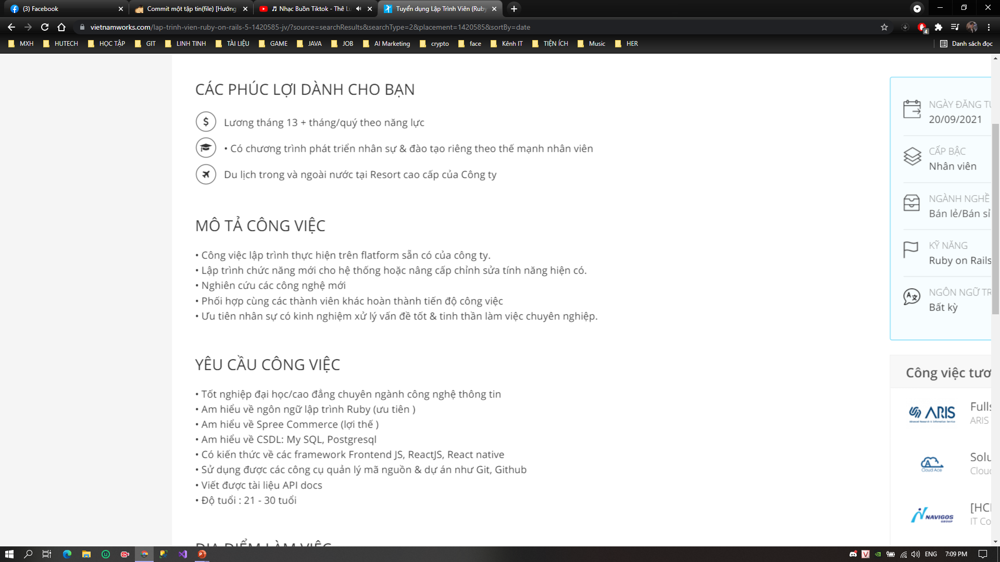 (3) Facebook
Commit một tập tin(file) [Hướng
♫ Nhạc Buồn Tiktok - Thê Lư
Tuyển dụng Lập Trình Viên (Ruby
vietnamworks.com/lap-trinh-vien-ruby-on-rails-5-1420585-jv/?source=searchResults&searchType=2&placement=1420585&sortBy=date
4
MXH HUTECH HỌC TẬP GIT LINH TINH TÀI LIỆU GAME JAVA JOB AI Marketing crypto face Kênh IT TIỆN ÍCH Music HER Danh sách đọc
CÁC PHÚC LỢI DÀNH CHO BẠN
Lương tháng 13 + tháng/quý theo năng lực
• Có chương trình phát triển nhân sự & đào tạo riêng theo thế mạnh nhân viên
Du lịch trong và ngoài nước tại Resort cao cấp của Công ty
MÔ TẢ CÔNG VIỆC
• Công việc lập trình thực hiện trên flatform sẵn có của công ty.
• Lập trình chức năng mới cho hệ thống hoặc nâng cấp chỉnh sửa tính năng hiện có.
• Nghiên cứu các công nghệ mới
• Phối hợp cùng các thành viên khác hoàn thành tiến độ công việc
• Ưu tiên nhân sự có kinh nghiệm xử lý vấn đề tốt & tinh thần làm việc chuyên nghiệp.
YÊU CẦU CÔNG VIỆC
• Tốt nghiệp đại học/cao đẳng chuyên ngành công nghệ thông tin
• Am hiểu về ngôn ngữ lập trình Ruby (ưu tiên )
• Am hiểu về Spree Commerce (lợi thế )
• Am hiểu về CSDL: My SQL, Postgresql
• Có kiến thức về các framework Frontend JS, ReactJS, React native
• Sử dụng được các công cụ quản lý mã nguồn & dự án như Git, Github
• Viết được tài liệu API docs
• Độ tuổi : 21 - 30 tuổi
ĐỊA ĐIỂM LÀM VIỆC
NGÀY ĐĂNG TU
20/09/2021
CẤP BẬC
Nhân viên
NGÀNH NGHỀ
Bán lẻ/Bán sỉ
KỸ NĂNG
Ruby on Rails
NGÔN NGỮ TR
Bất kỳ
Công việc tươ
ARIS
Fulls
ARIS
Cloud Ace
Solu
Cloud
NAVIGOS
GROUP
[HC
IT Co
ENG
7:09 PM